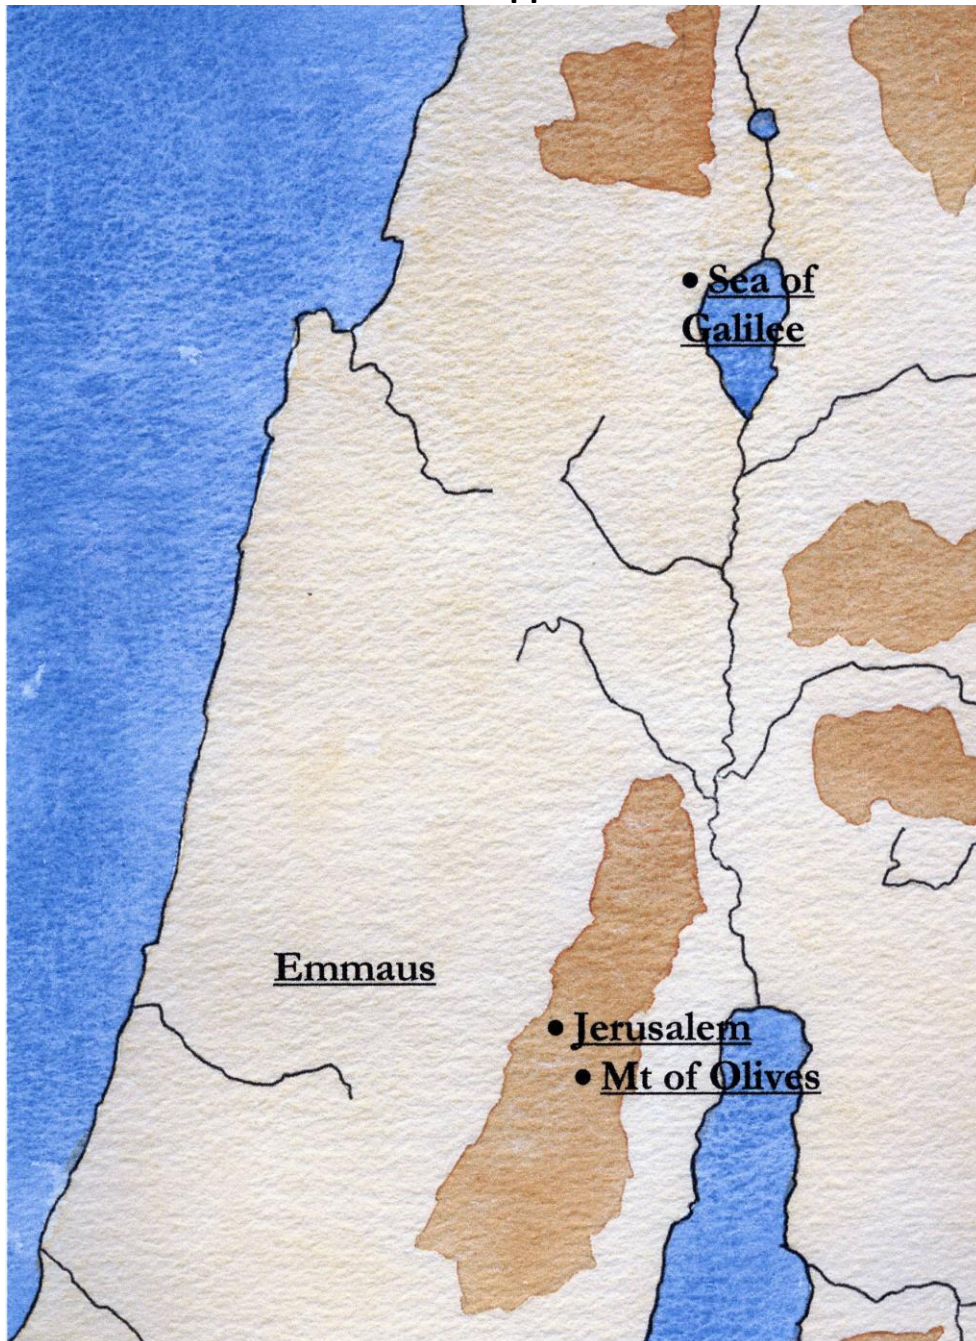 • Sea of
Galilee
Emmaus
• Jerusalem
• Mt of Olives